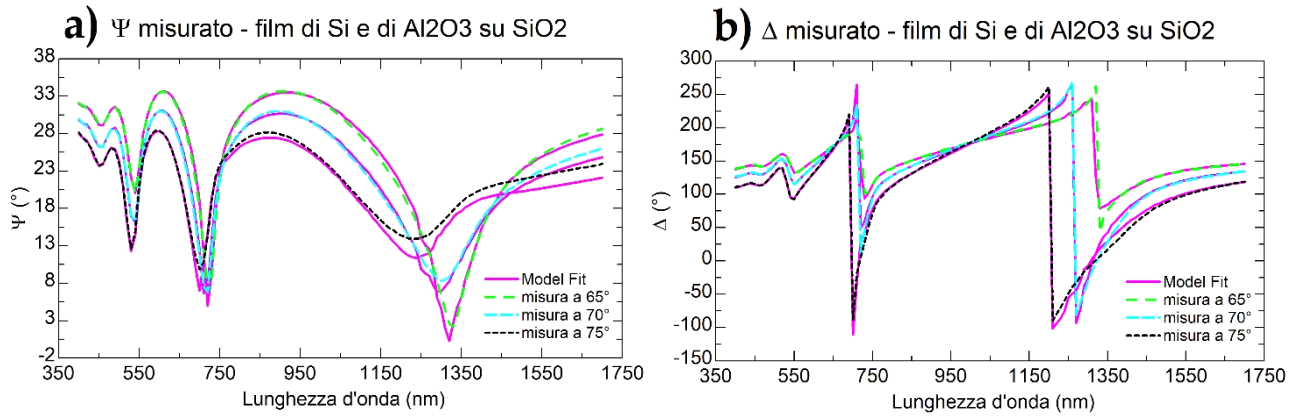 a) Ψ misurato - film di Si e di Al2O3 su SiO2
38
33
28
23
18
13
8
3
-2
Ψ (°)
Model Fit
misura a 65°
misura a 70°
misura a 75°
350 550 750 950 1150 1350 1550 1750
Lunghezza d'onda (nm)
b) Δ misurato - film di Si e di Al2O3 su SiO2
300
250
200
150
100
50
0
-50
-100
-150
Δ (°)
Model Fit
misura a 65°
misura a 70°
misura a 75°
350 550 750 950 1150 1350 1550 1750
Lunghezza d'onda (nm)